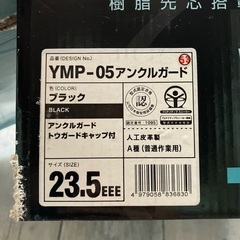 樹脂先芯搭
品番(DESIGN No.)
YMP-05アンクルガード
色(COLOR)
ブラック
BLACK
認
アンクルガード
トウガードキャップ付
人工皮革製
A種(普通作業用)
サイズ(SIZE)
23.5EEE
4979058836830